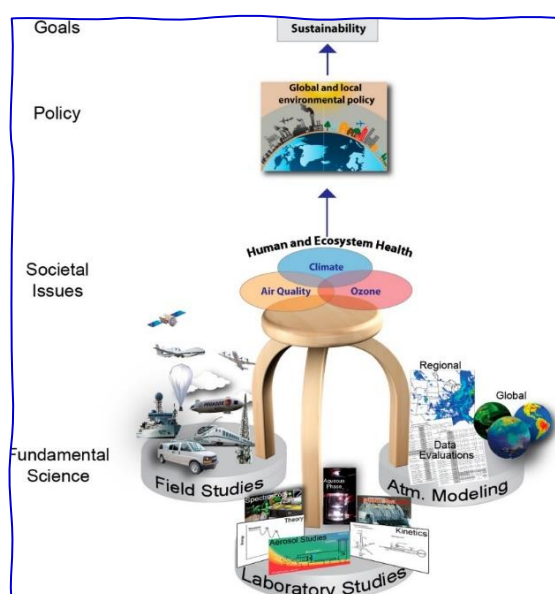 Goals
Sustainability
Policy
Global and local
environmental policy
Human and Ecosystem Health
Societal
Issues
Climate
Air Quality
Ozone
Regional
Global
Data
Evaluations
Fundamental
Science
Field Studies
Atm. Modeling
Aqueous
Phase
Theory
Kinetics
Aerosol Studies
Laboratory Studies